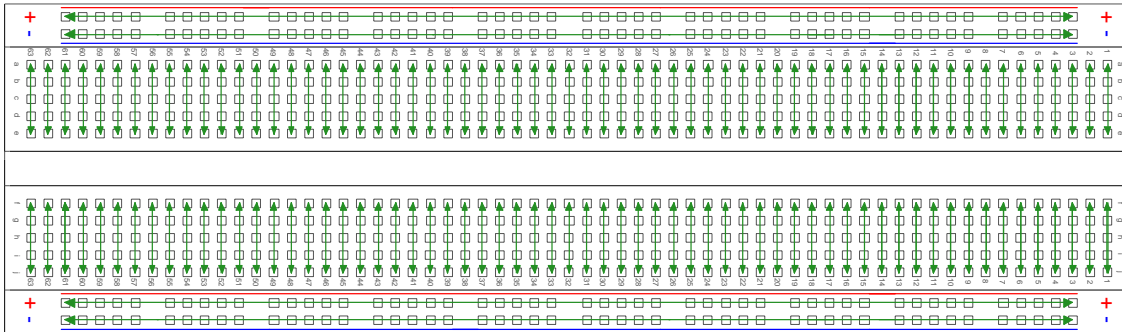 + +
- -
63 62 61 60 59 58 57 56 55 54 53 52 51 50 49 48 47 46 45 44 43 42 41 40 39 38 37 36 35 34 33 32 31 30 29 28 27 26 25 24 23 22 21 20 19 18 17 16 15 14 13 12 11 10 9 8 7 6 5 4 3 2 1
a a
b b
c c
d d
e e
f f
g g
h h
i i
j j
63 62 61 60 59 58 57 56 55 54 53 52 51 50 49 48 47 46 45 44 43 42 41 40 39 38 37 36 35 34 33 32 31 30 29 28 27 26 25 24 23 22 21 20 19 18 17 16 15 14 13 12 11 10 9 8 7 6 5 4 3 2 1
+ +
- -